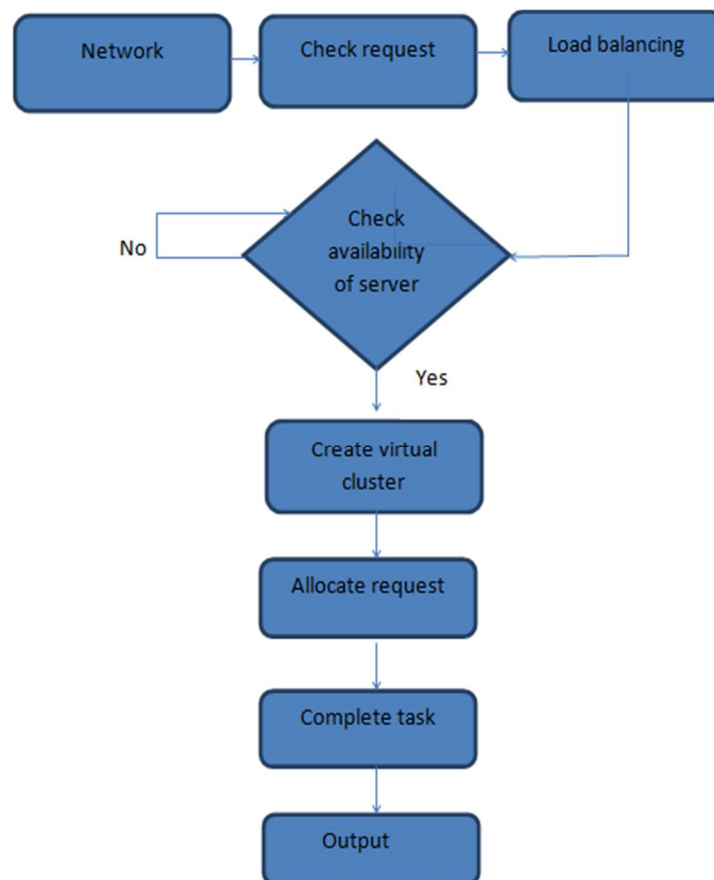 Network
Check request
Load balancing
Check
availability
of server
No
Yes
Create virtual
cluster
Allocate request
Complete task
Output